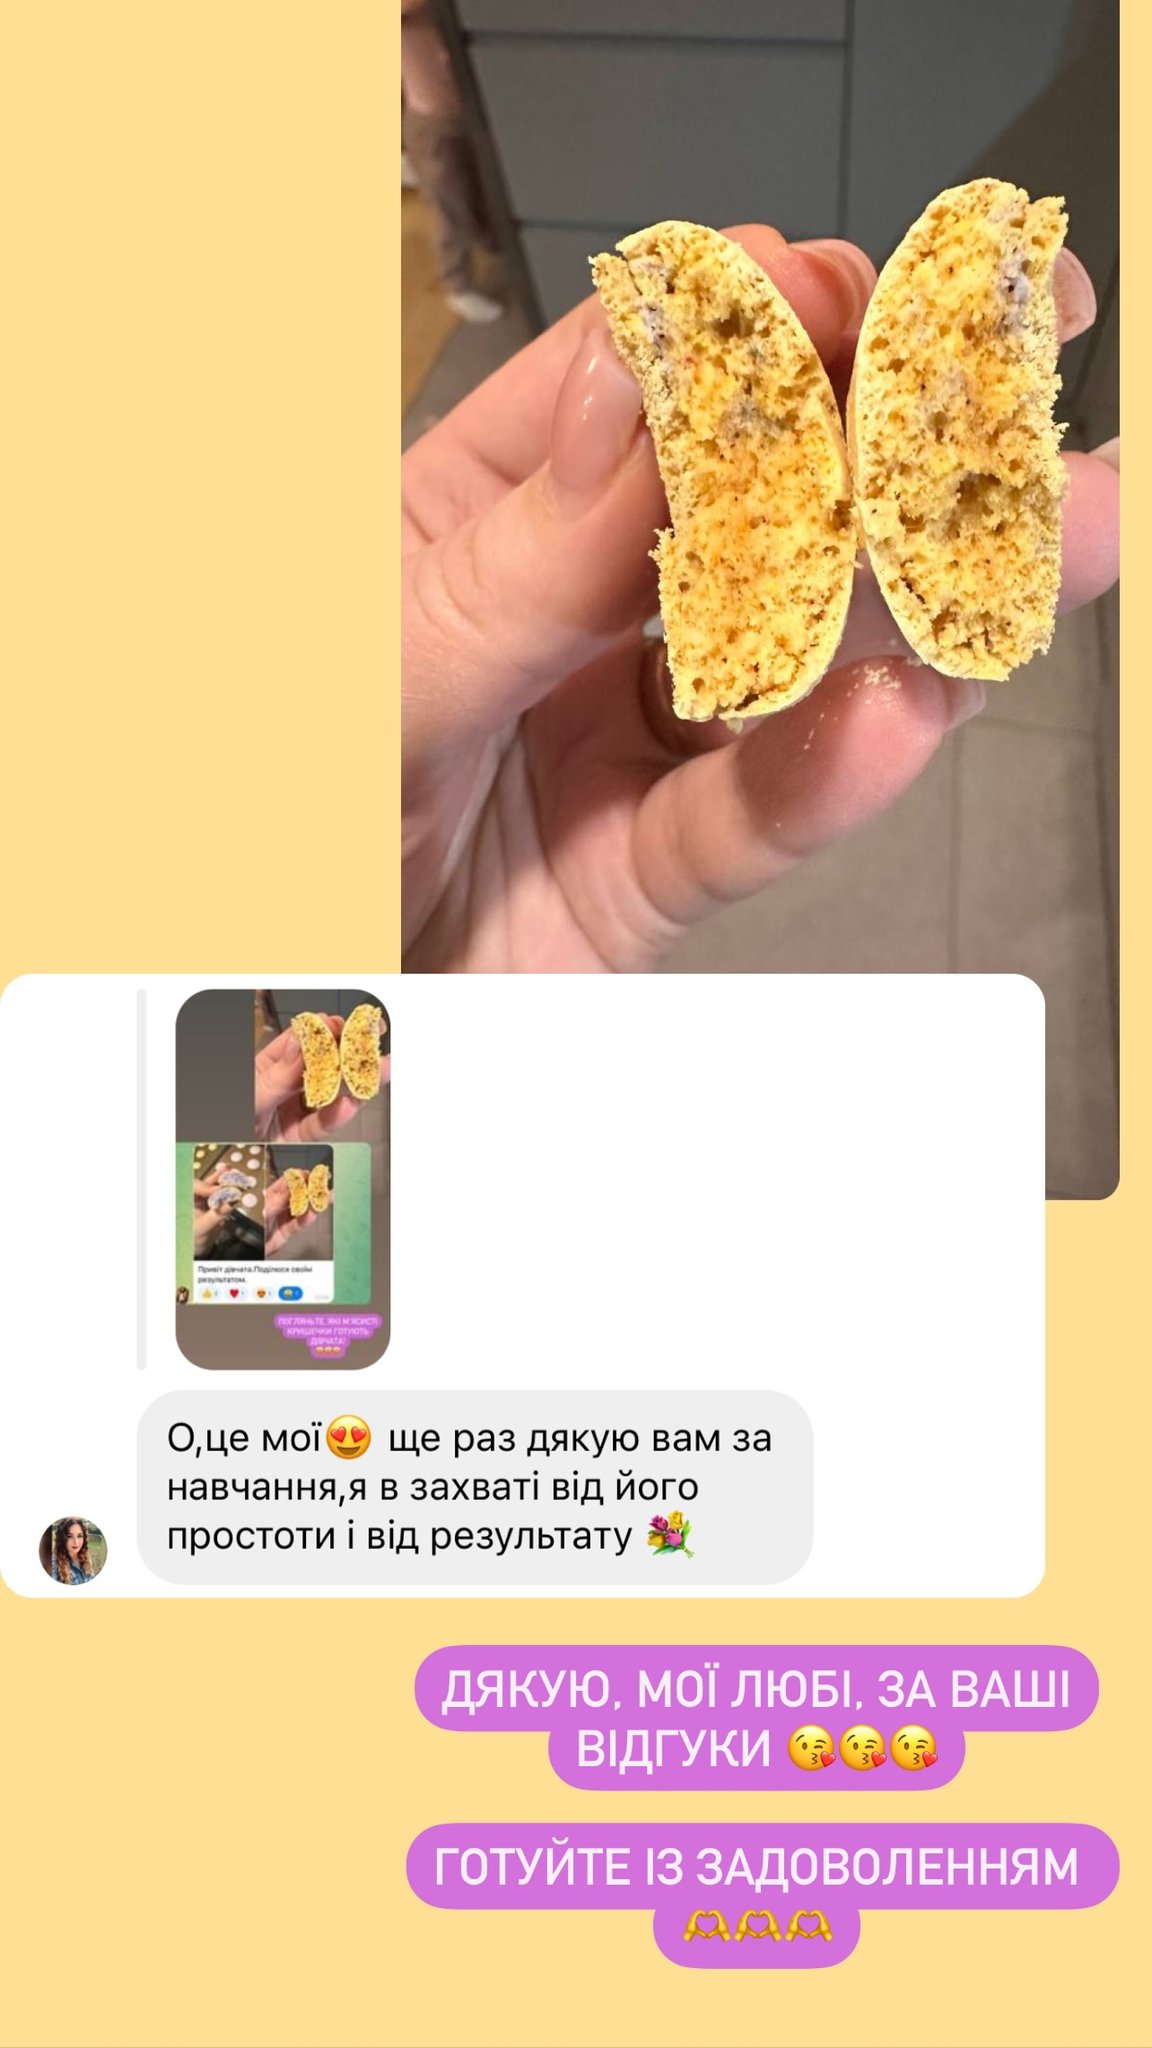 Привіт дівчата.Поділюся своїм
результатом.
ПОГЛЯНЬТЕ, ЯКІ М'ЯСИСТІ
КРИШЕЧКИ ГОТУЮТЬ
ДІВЧАТА!
О,це мої😍 ще раз дякую вам за
навчання,я в захваті від його
простоти і від результату 💐
ДЯКУЮ, МОЇ ЛЮБІ, ЗА ВАШІ
ВІДГУКИ 😘😘😘
ГОТУЙТЕ ІЗ ЗАДОВОЛЕННЯМ
🫶🫶🫶